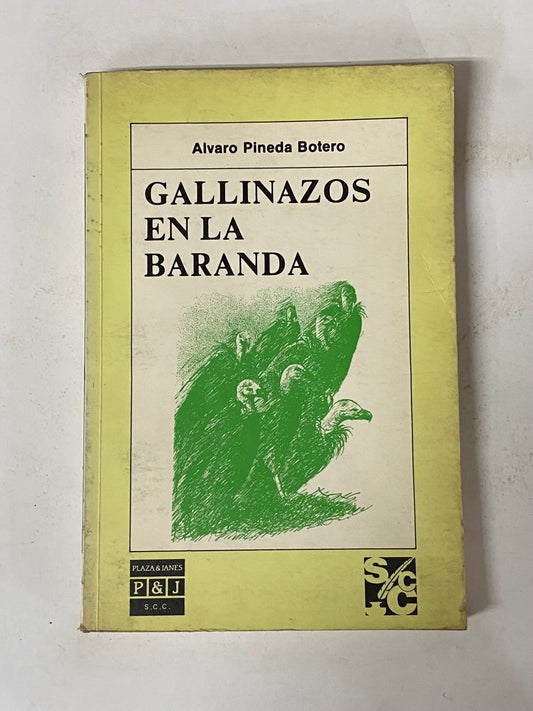 Alvaro Pineda Botero
GALLINAZOS
EN LA
BARANDA
PLAZA & JANES
P & J
S.C.C.
S C C